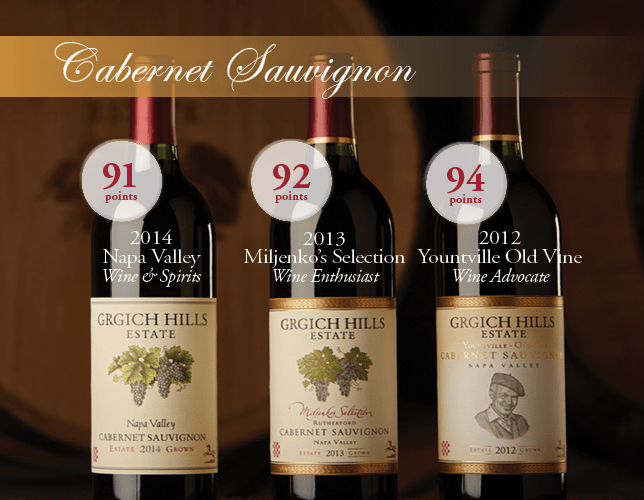 Cabernet Sauvignon
91
points
92
points
94
points
2014
Napa Valley
Wine & Spirits
2013
Miljenko's Selection
Wine Enthusiast
2012
Yountville Old Vine
Wine Advocate
GRGICH HILLS
ESTATE
Napa Valley
CABERNET SAUVIGNON
ESTATE 2014 GROWN
GRGICH HILLS
ESTATE
Miljenko's Selection
RUTHERFORD
CABERNET SAUVIGNON
NAPA VALLEY
ESTATE 2013 GROWN
GRGICH HILLS
ESTATE
YOUNTVILLE - OLD
CABERNET SAUVIGNON
NAPA VALLEY
ESTATE 2012 GROWN